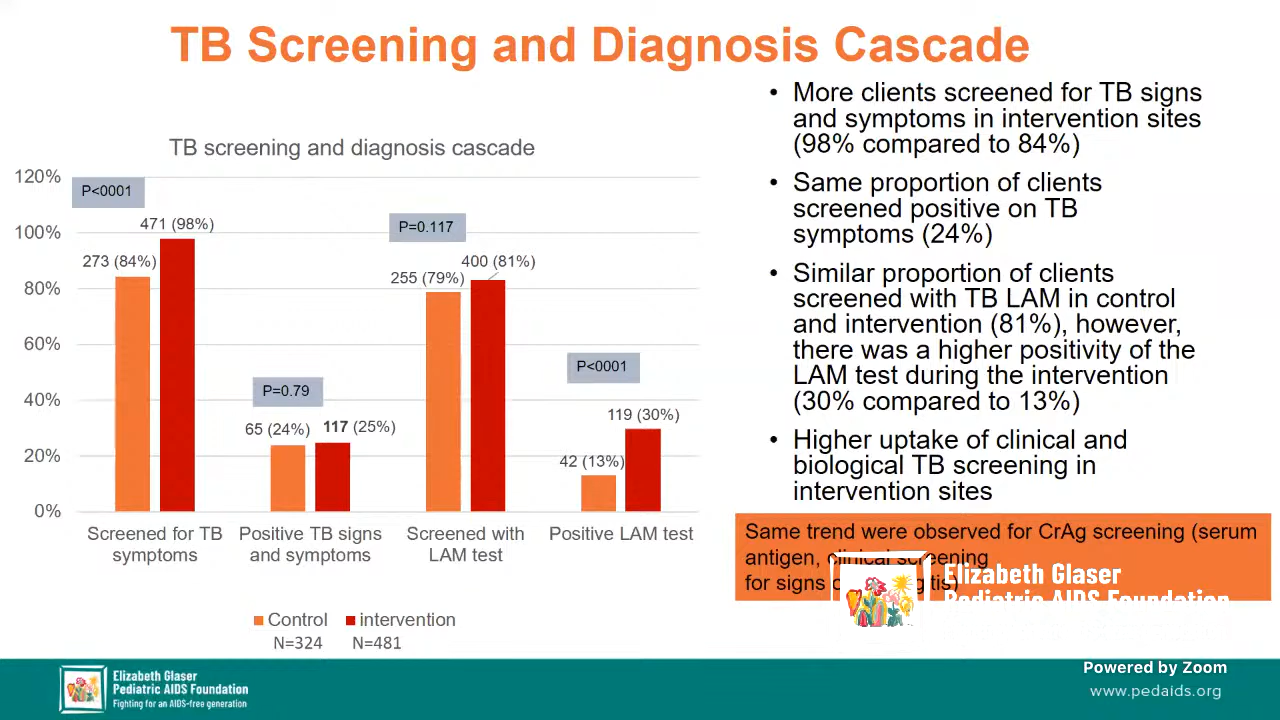 TB Screening and Diagnosis Cascade
TB screening and diagnosis cascade
120%
100%
80%
60%
40%
20%
0%
P<0001
273 (84%)
471 (98%)
P=0.79
65 (24%)
117 (25%)
P=0.117
255 (79%)
400 (81%)
P<0001
42 (13%)
119 (30%)
Screened for TB
symptoms
Positive TB signs
and symptoms
Screened with
LAM test
Positive LAM test
Control
intervention
N=324
N=481
• More clients screened for TB signs
and symptoms in intervention sites
(98% compared to 84%)
• Same proportion of clients
screened positive on TB
symptoms (24%)
• Similar proportion of clients
screened with TB LAM in control
and intervention (81%), however,
there was a higher positivity of the
LAM test during the intervention
(30% compared to 13%)
• Higher uptake of clinical and
biological TB screening in
intervention sites
Same trend were observed for CrAg screening (serum
antigen, clinical screening
for signs
Elizabeth Glaser
Pediatric AIDS Foundation
Elizabeth Glaser
Pediatric AIDS Foundation
Fighting for an AIDS-free generation
Powered by Zoom
www.pedaids.org